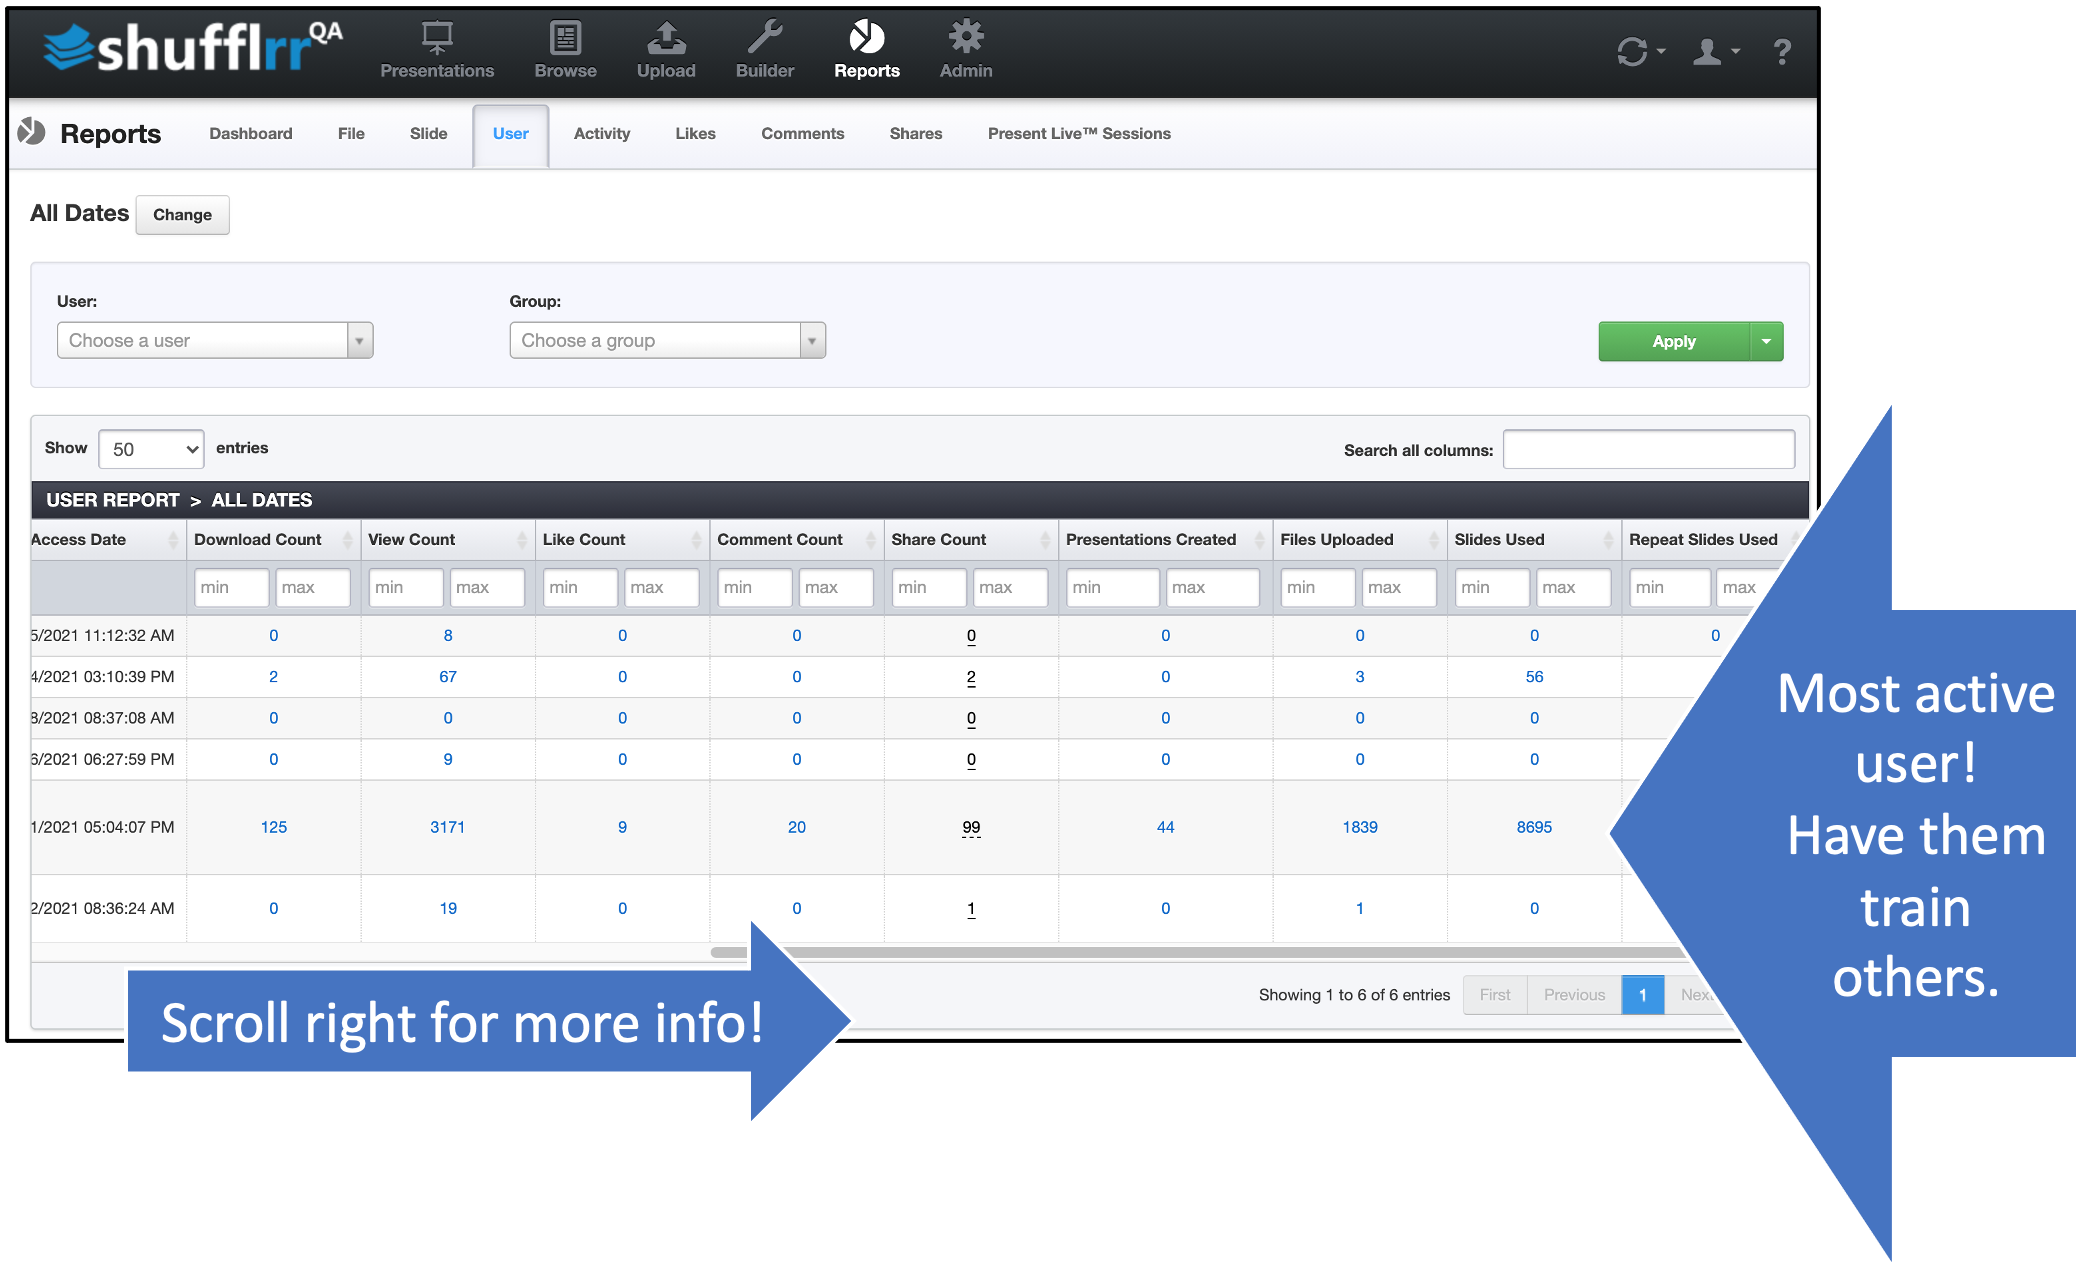 shufflrr QA
Presentations Browse Upload Builder Reports Admin ?
Reports Dashboard File Slide User Activity Likes Comments Shares Present Live™ Sessions
All Dates Change
User: Group:
Choose a user Choose a group Apply
Show 50 entries Search all columns:
USER REPORT > ALL DATES
Access Date Download Count View Count Like Count Comment Count Share Count Presentations Created Files Uploaded Slides Used Repeat Slides Used
min max min max min max min max min max min max min max min max min max
5/2021 11:12:32 AM 0 8 0 0 0 0 0 0 0
4/2021 03:10:39 PM 2 67 0 0 2 0 3 56
8/2021 08:37:08 AM 0 0 0 0 0 0 0 0
6/2021 06:27:59 PM 0 9 0 0 0 0 0 0
1/2021 05:04:07 PM 125 3171 9 20 99 44 1839 8695
2/2021 08:36:24 AM 0 19 0 0 1 0 1 0
Showing 1 to 6 of 6 entries First Previous 1 Next
Scroll right for more info!
Most active
user!
Have them
train
others.